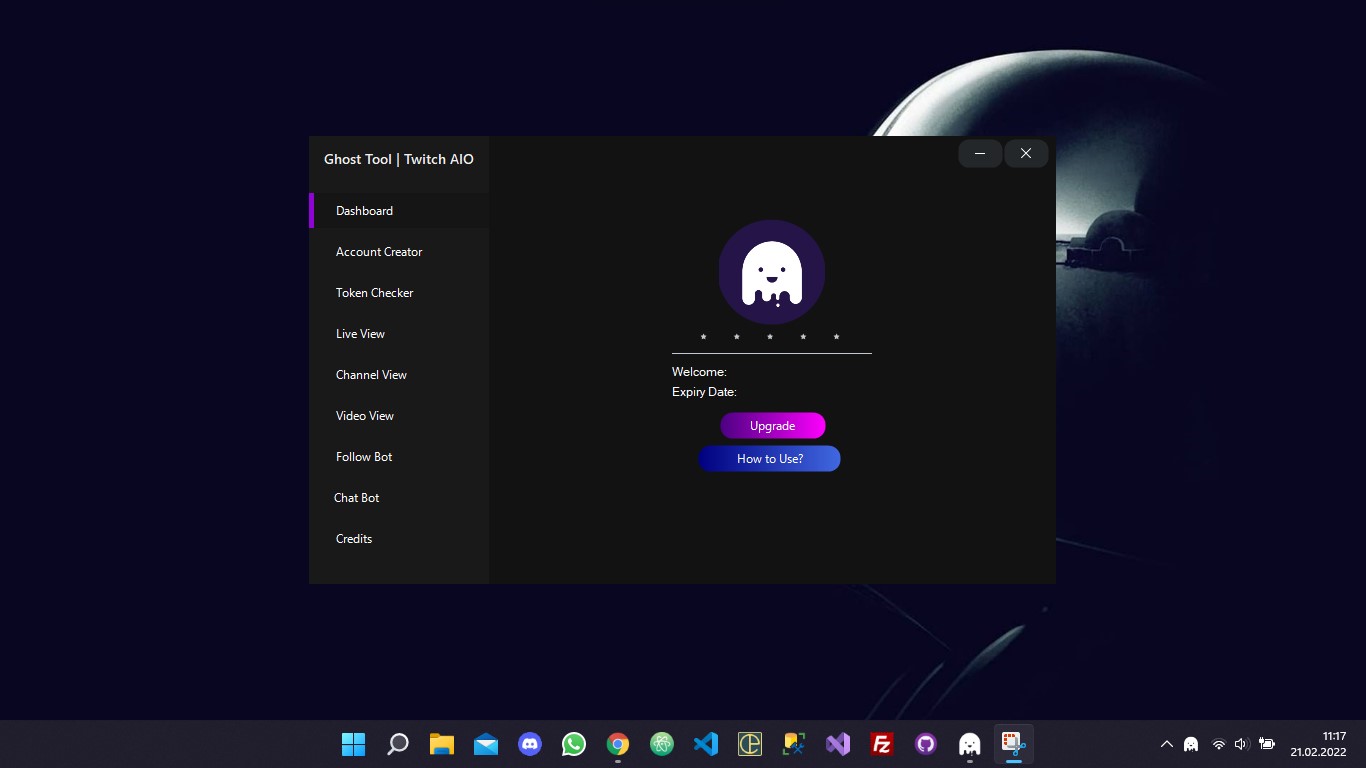 Ghost Tool | Twitch AIO
Dashboard
Account Creator
Token Checker
Live View
Channel View
Video View
Follow Bot
Chat Bot
Credits
* * * * *
Welcome:
Expiry Date:
Upgrade
How to Use?
Fz
11:17
21.02.2022